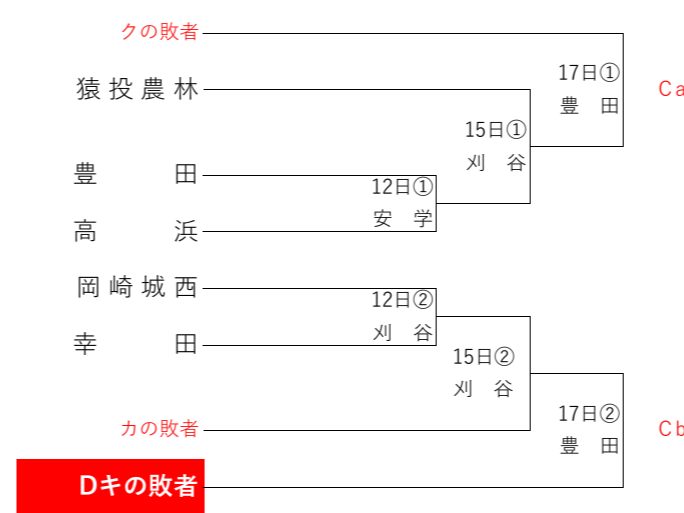 クの敗者
17日①
Ca
猿投農林
豊 田
15日①
刈 谷
豊 田
12日①
安 学
高 浜
岡崎城西
12日②
刈 谷
幸 田
15日②
刈 谷
カの敗者
17日②
Cb
豊 田
Dキの敗者